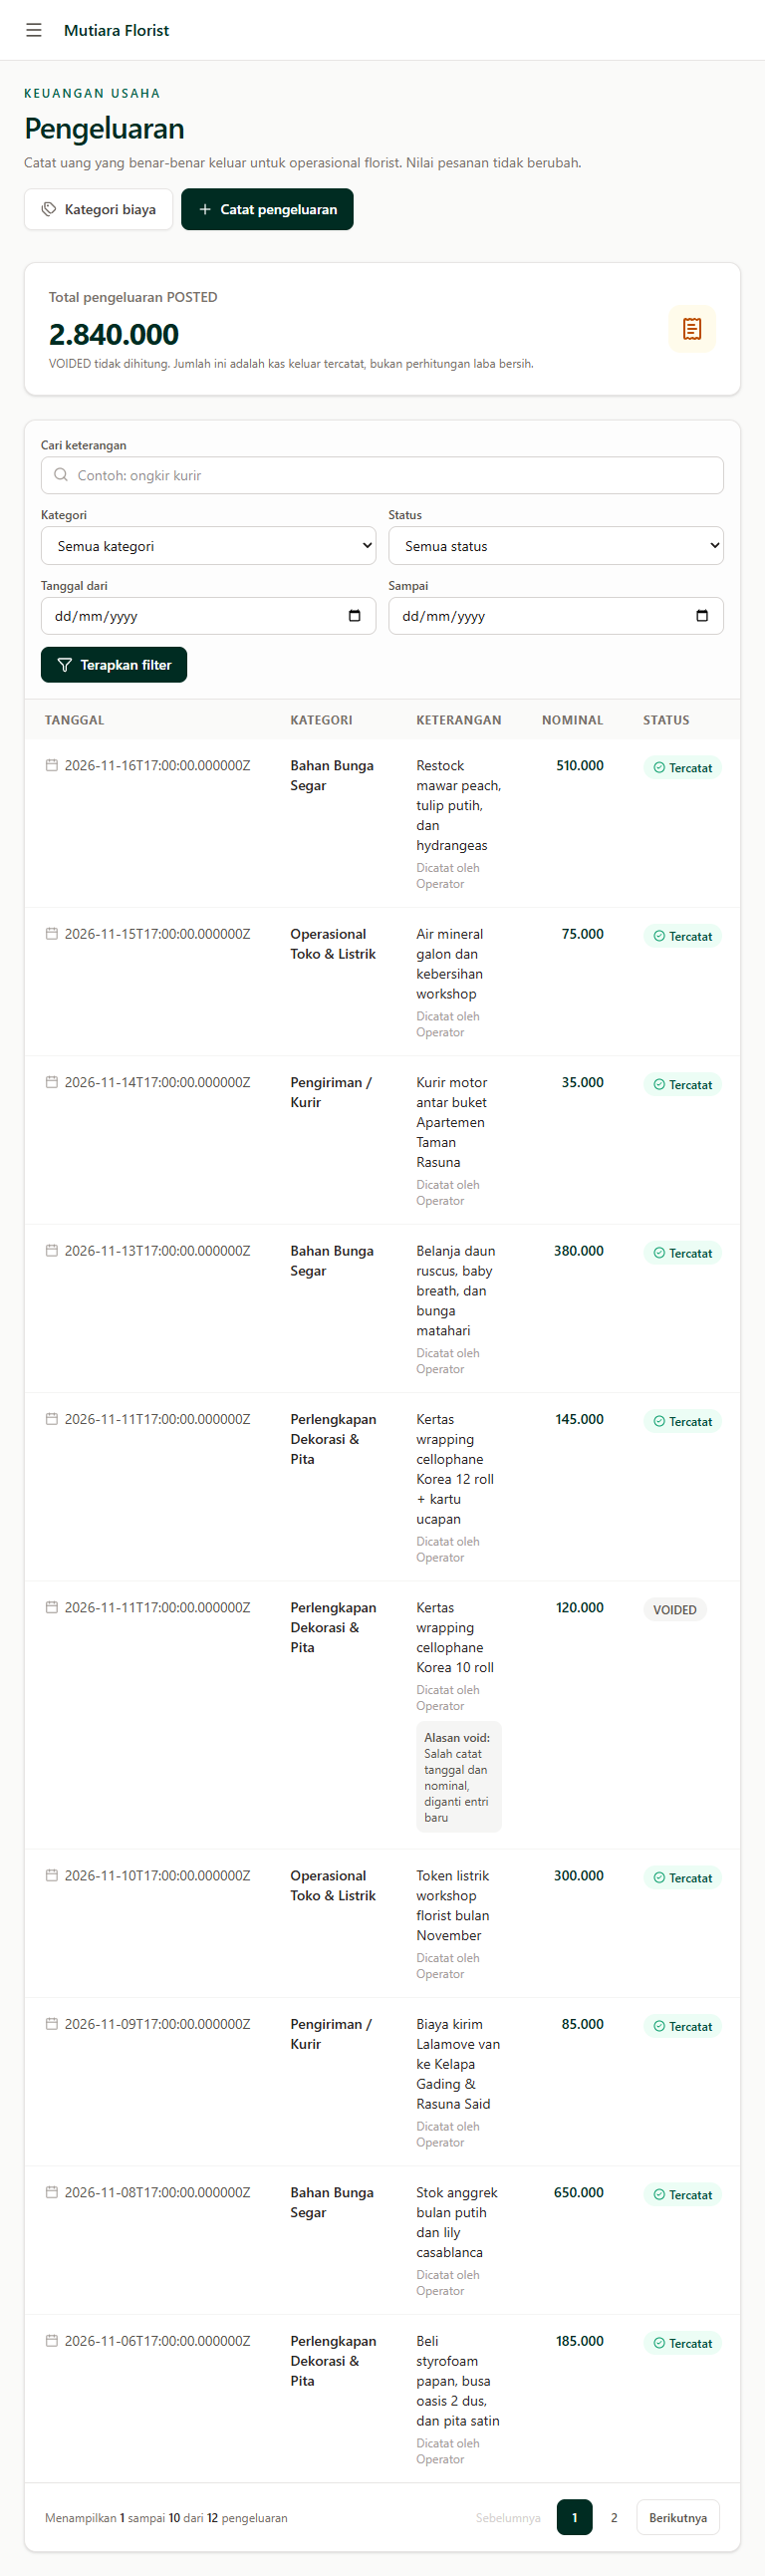 Mutiara Florist
KEUANGAN USAHA
Pengeluaran
Catat uang yang benar-benar keluar untuk operasional florist. Nilai pesanan tidak berubah.
Kategori biaya
Catat pengeluaran
Total pengeluaran POSTED
2.840.000
VOIDED tidak dihitung. Jumlah ini adalah kas keluar tercatat, bukan perhitungan laba bersih.
Cari keterangan
Contoh: ongkir kurir
Kategori
Status
Semua kategori
Semua status
Tanggal dari
Sampai
dd/mm/yyyy
dd/mm/yyyy
Terapkan filter
TANGGAL KATEGORI KETERANGAN NOMINAL STATUS
2026-11-16T17:00:00.000000Z
Bahan Bunga
Segar
Restock
mawar peach,
tulip putih,
dan
hydrangeas
Dicatat oleh
Operator
510.000
Tercatat
2026-11-15T17:00:00.000000Z
Operasional
Toko & Listrik
Air mineral
galon dan
kebersihan
workshop
Dicatat oleh
Operator
75.000
Tercatat
2026-11-14T17:00:00.000000Z
Pengiriman /
Kurir
Kurir motor
antar buket
Apartemen
Taman
Rasuna
Dicatat oleh
Operator
35.000
Tercatat
2026-11-13T17:00:00.000000Z
Bahan Bunga
Segar
Belanja daun
ruscus, baby
breath, dan
bunga
matahari
Dicatat oleh
Operator
380.000
Tercatat
2026-11-11T17:00:00.000000Z
Perlengkapan
Dekorasi &
Pita
Kertas
wrapping
cellophane
Korea 12 roll
+ kartu
ucapan
Dicatat oleh
Operator
145.000
Tercatat
2026-11-11T17:00:00.000000Z
Perlengkapan
Dekorasi &
Pita
Kertas
wrapping
cellophane
Korea 10 roll
Dicatat oleh
Operator
Alasan void:
Salah catat
tanggal dan
nominal,
diganti entri
baru
120.000
VOIDED
2026-11-10T17:00:00.000000Z
Operasional
Toko & Listrik
Token listrik
workshop
florist bulan
November
Dicatat oleh
Operator
300.000
Tercatat
2026-11-09T17:00:00.000000Z
Pengiriman /
Kurir
Biaya kirim
Lalamove van
ke Kelapa
Gading &
Rasuna Said
Dicatat oleh
Operator
85.000
Tercatat
2026-11-08T17:00:00.000000Z
Bahan Bunga
Segar
Stok anggrek
bulan putih
dan lily
casablanca
Dicatat oleh
Operator
650.000
Tercatat
2026-11-06T17:00:00.000000Z
Perlengkapan
Dekorasi &
Pita
Beli
styrofoam
papan, busa
oasis 2 dus,
dan pita satin
Dicatat oleh
Operator
185.000
Tercatat
Menampilkan 1 sampai 10 dari 12 pengeluaran
Sebelumnya 1 2 Berikutnya